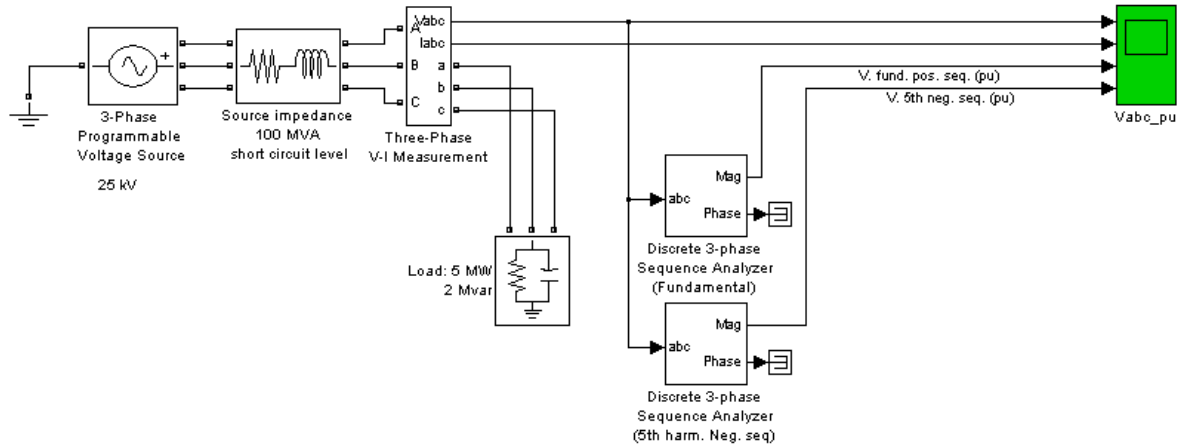 3-Phase
Programmable
Voltage Source
25 kV
Source impedance
100 MVA
short circuit level
A
B
C
Vabc
Iabc
a
b
c
Three-Phase
V-I Measurement
Load: 5 MW
2 Mvar
V. fund. pos. seq. (pu)
V. 5th neg. seq. (pu)
Vabc_pu
abc
Mag
Phase
Discrete 3-phase
Sequence Analyzer
(Fundamental)
abc
Mag
Phase
Discrete 3-phase
Sequence Analyzer
(5th harm. Neg. seq)